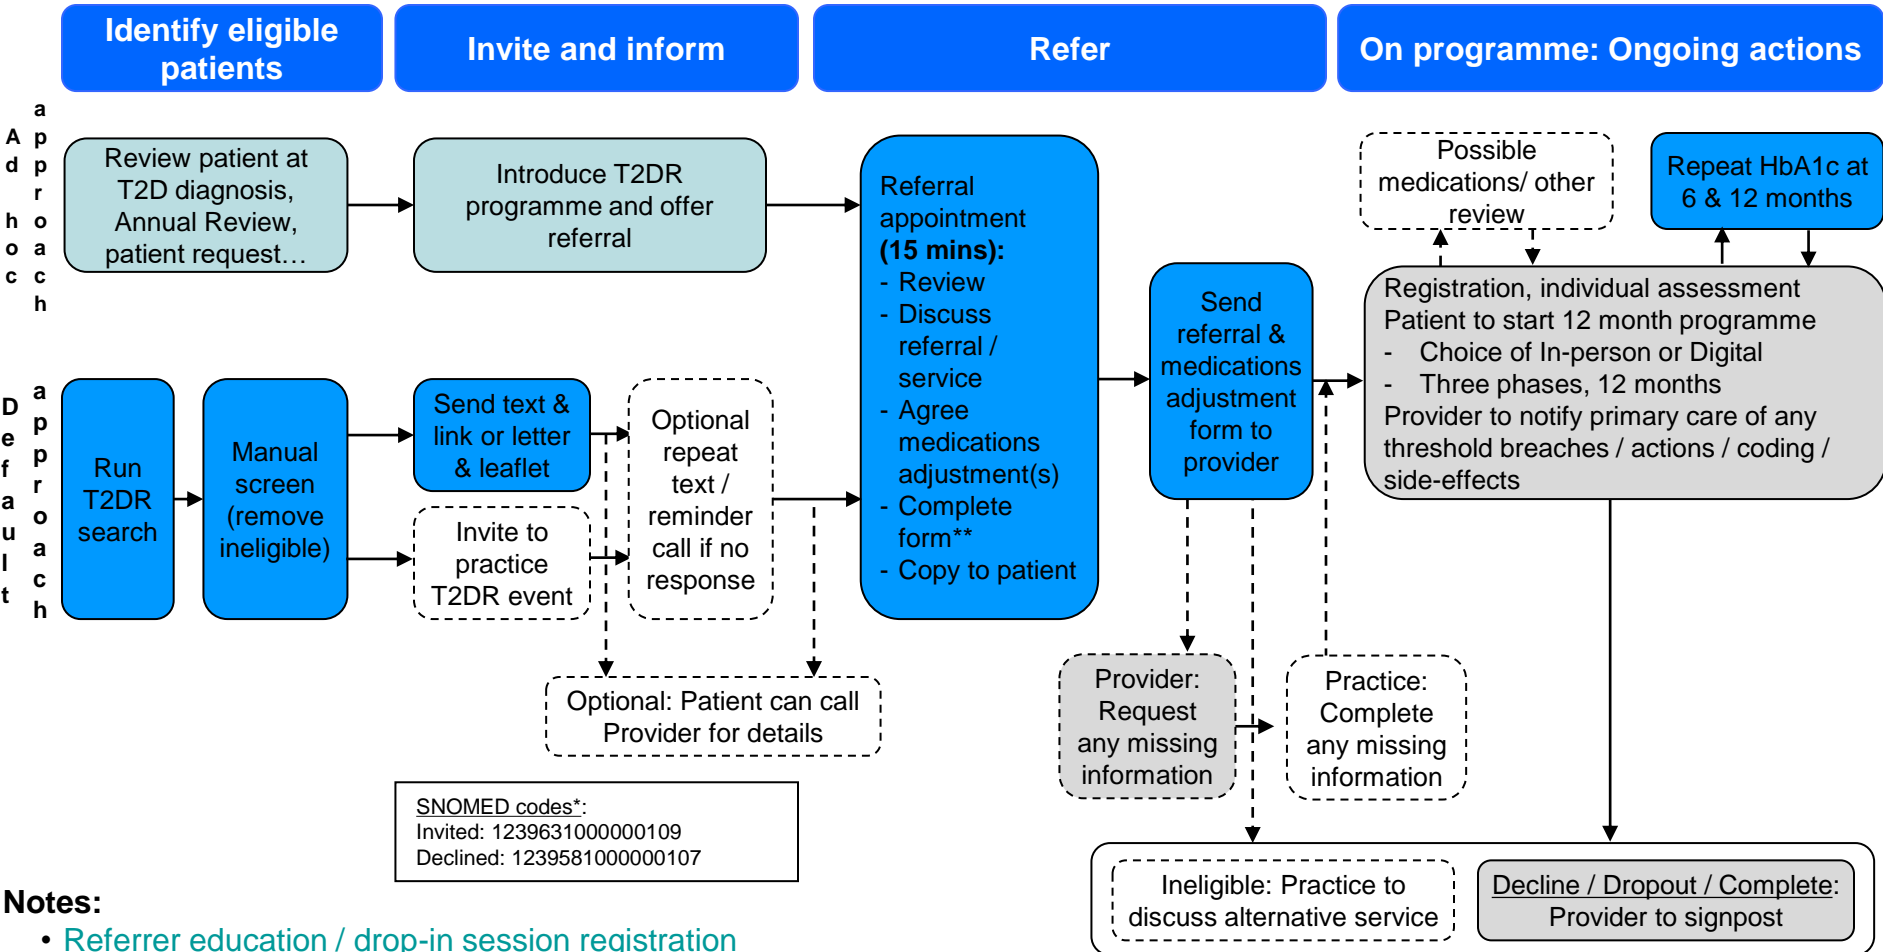 Identify eligible
patients
Invite and inform
Refer
On programme: Ongoing actions
Ad hoc
approach
Review patient at
T2D diagnosis,
Annual Review,
patient request…
Introduce T2DR
programme and offer
referral
Default
approach
Run
T2DR
search
Manual
screen
(remove
ineligible)
Send text &
link or letter
& leaflet
Invite to
practice
T2DR event
Optional
repeat
text /
reminder
call if no
response
Optional: Patient can call
Provider for details
Referral
appointment
(15 mins):
- Review
- Discuss
referral /
service
- Agree
medications
adjustment(s)
- Complete
form**
- Copy to patient
Send
referral &
medications
adjustment
form to
provider
Provider:
Request
any missing
information
Practice:
Complete
any missing
information
Possible
medications/ other
review
Repeat HbA1c at
6 & 12 months
Registration, individual assessment
Patient to start 12 month programme
- Choice of In-person or Digital
- Three phases, 12 months
Provider to notify primary care of any
threshold breaches / actions / coding /
side-effects
Ineligible: Practice to
discuss alternative service
Decline / Dropout / Complete:
Provider to signpost
SNOMED codes*:
Invited: 1239631000000109
Declined: 1239581000000107
Notes:
• Referrer education / drop-in session registration